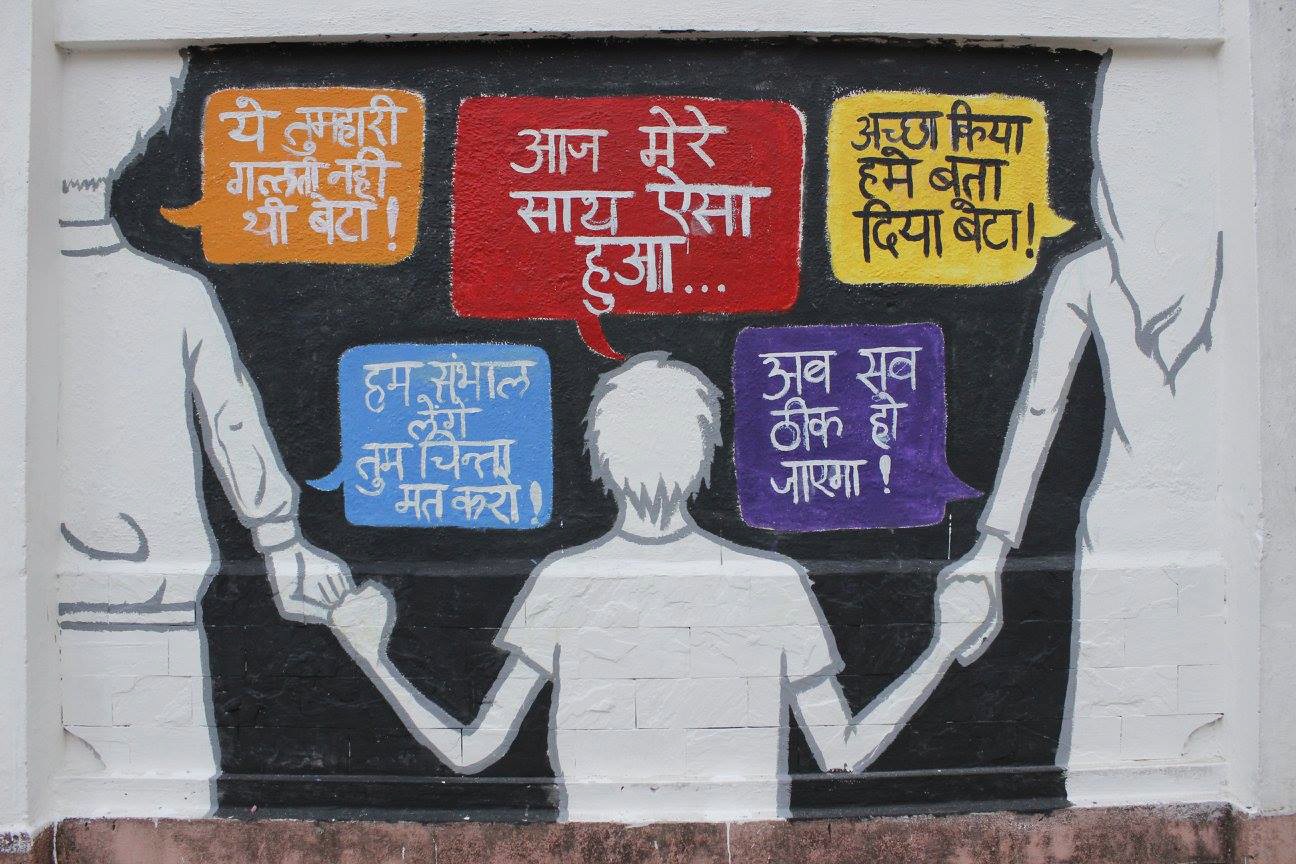 ये तुम्हारी
गलती नही
थी बेटा!
आज मेरे
साथ ऐसा
हुआ...
अच्छा किया
हमे बता
दिया बेटा!
हम संभाल
लेंगे
तुम चिन्ता
मत करो!
अब सब
ठीक हो
जाएगा!